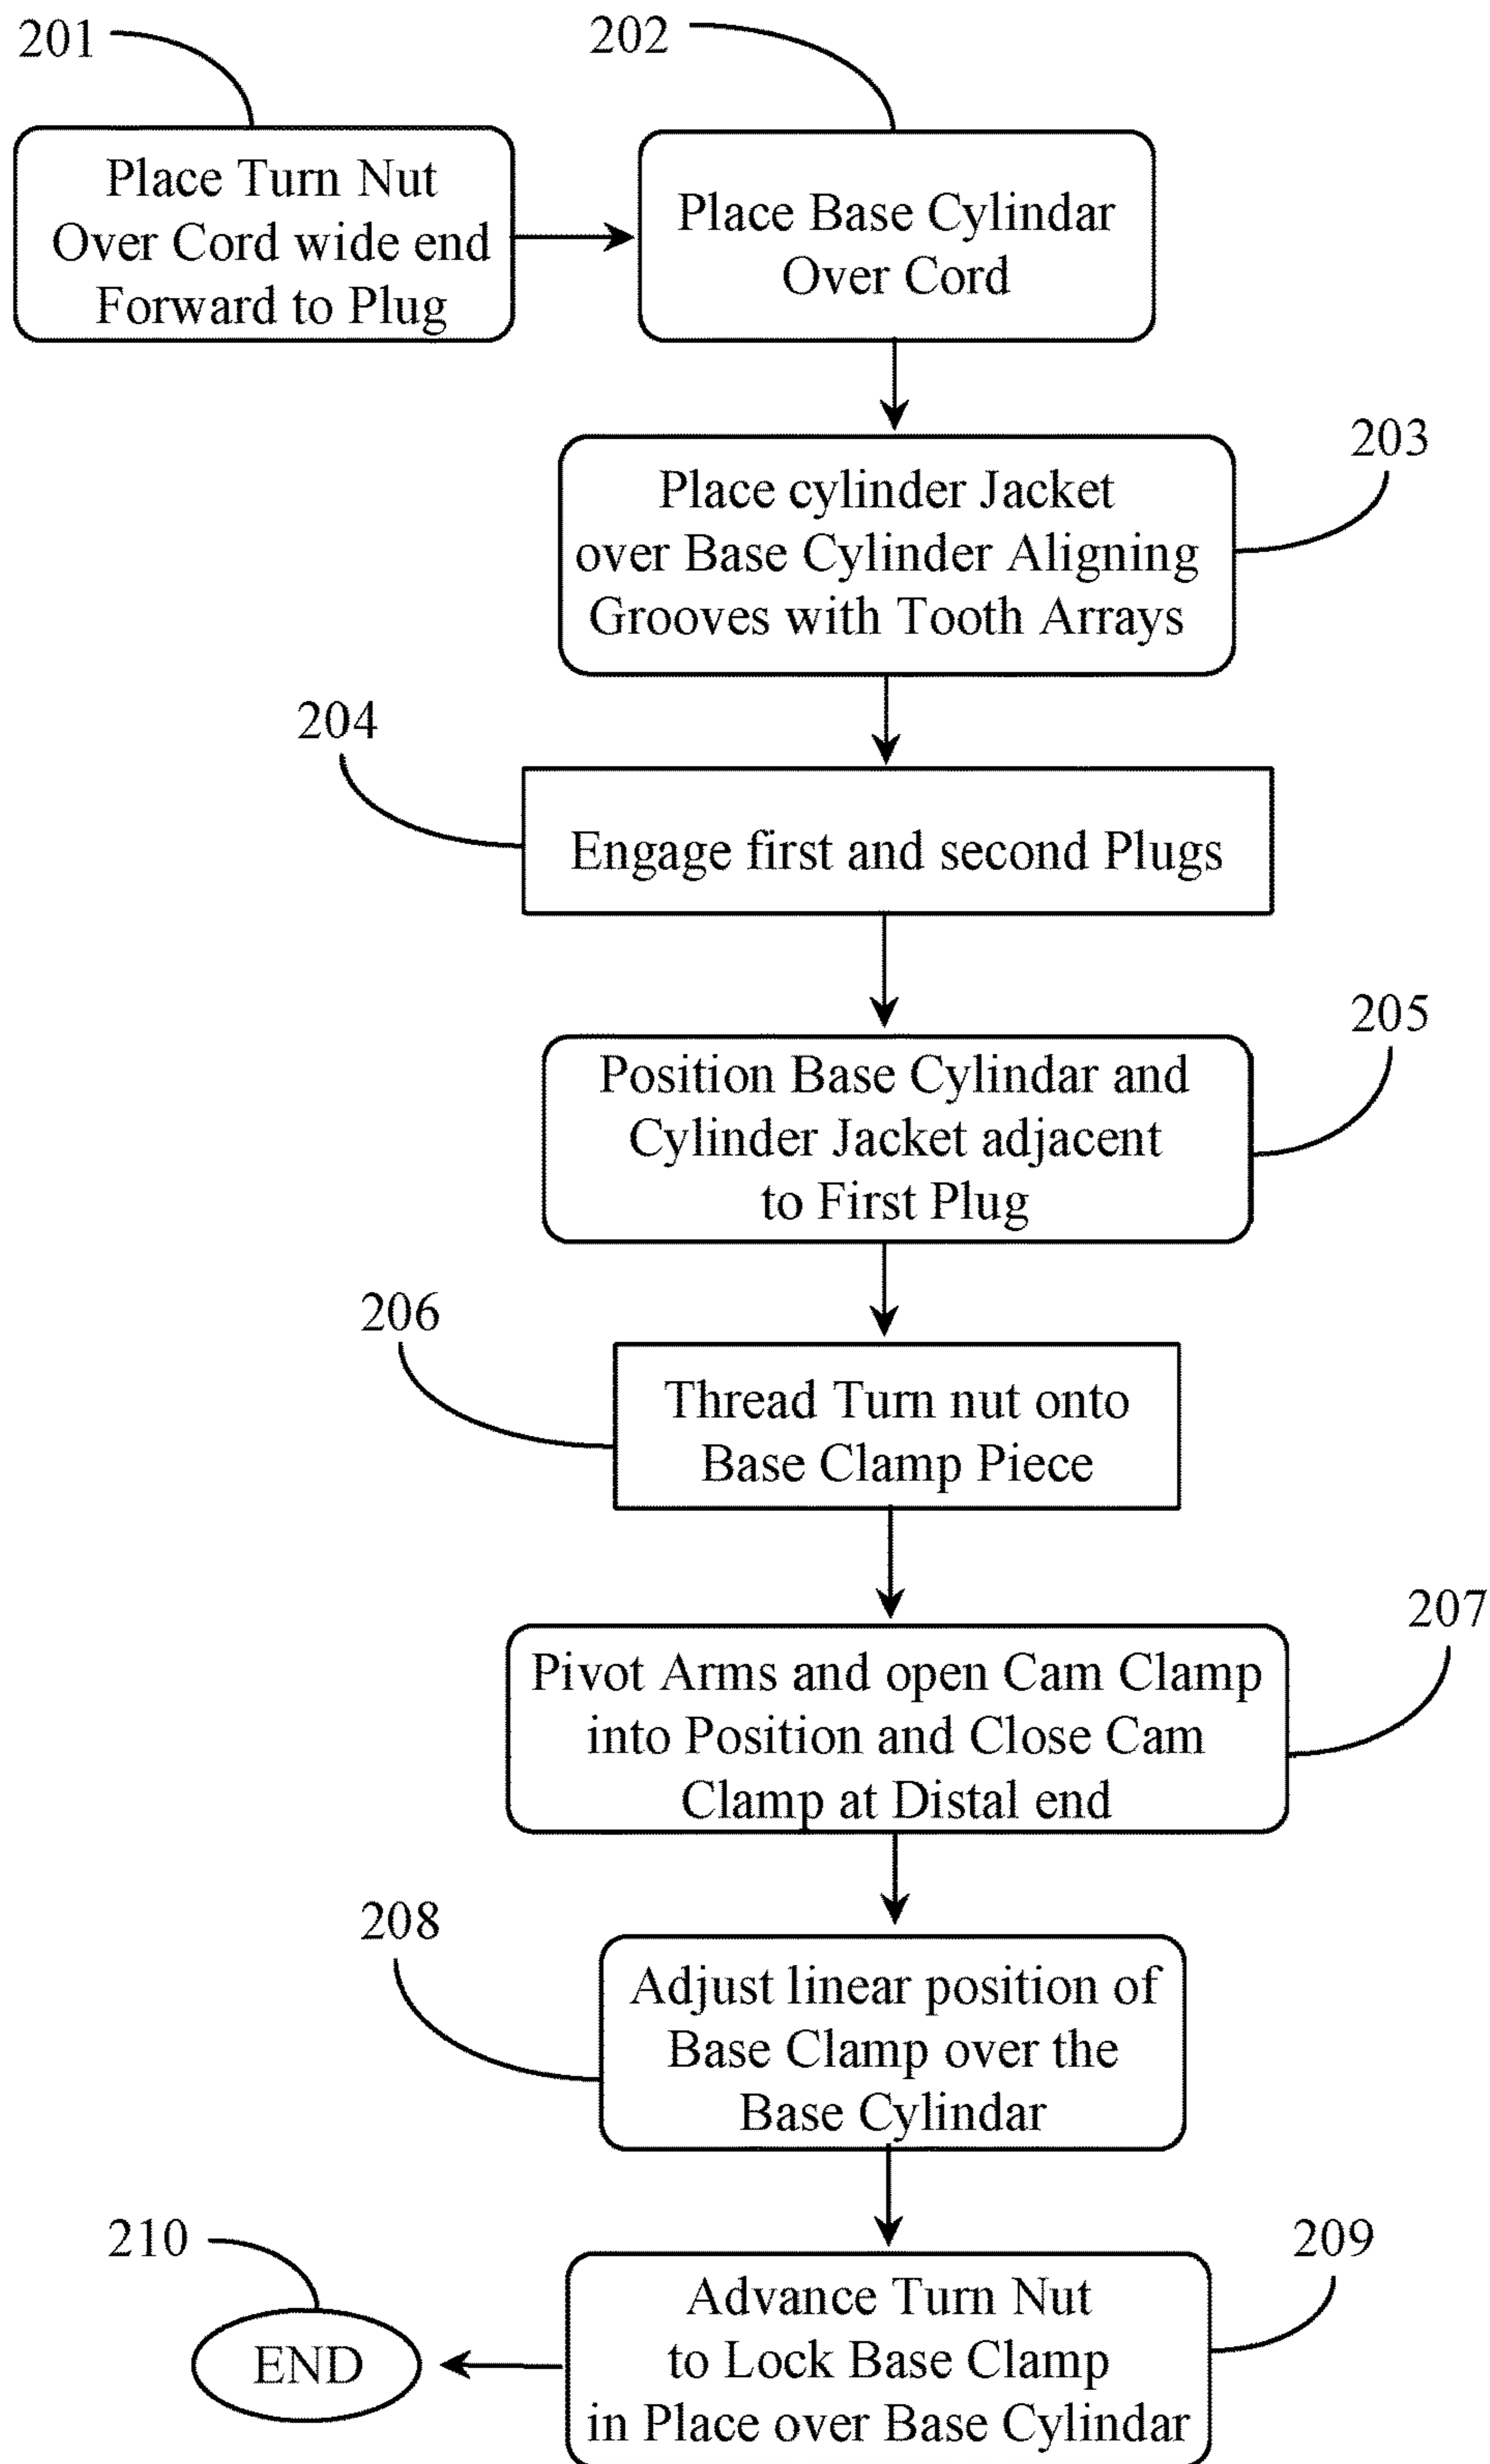 201
202
Place Turn Nut
Over Cord wide end
Forward to Plug
Place Base Cylindar
Over Cord
203
Place cylinder Jacket
over Base Cylinder Aligning
Grooves with Tooth Arrays
204
Engage first and second Plugs
205
Position Base Cylindar and
Cylinder Jacket adjacent
to First Plug
206
Thread Turn nut onto
Base Clamp Piece
207
Pivot Arms and open Cam Clamp
into Position and Close Cam
Clamp at Distal end
208
Adjust linear position of
Base Clamp over the
Base Cylindar
210
209
END
Advance Turn Nut
to Lock Base Clamp
in Place over Base Cylindar